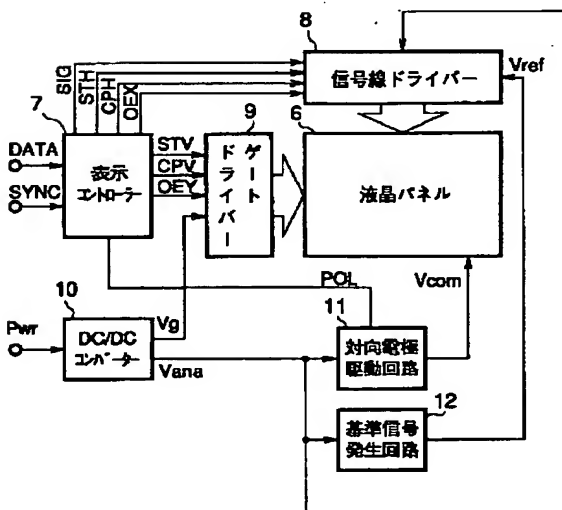 8
SIG
STH
CPH
OEX
信号線ドライバー
Vref
7
DATA
SYNC
表示
コントローラー
STV
CPV
OEY
9
ゲート
ドライバー
6
液晶パネル
POL
Vcom
10
Pwr
DC/DC
コンバーター
Vg
Vana
11
対向電極
駆動回路
12
基準信号
発生回路